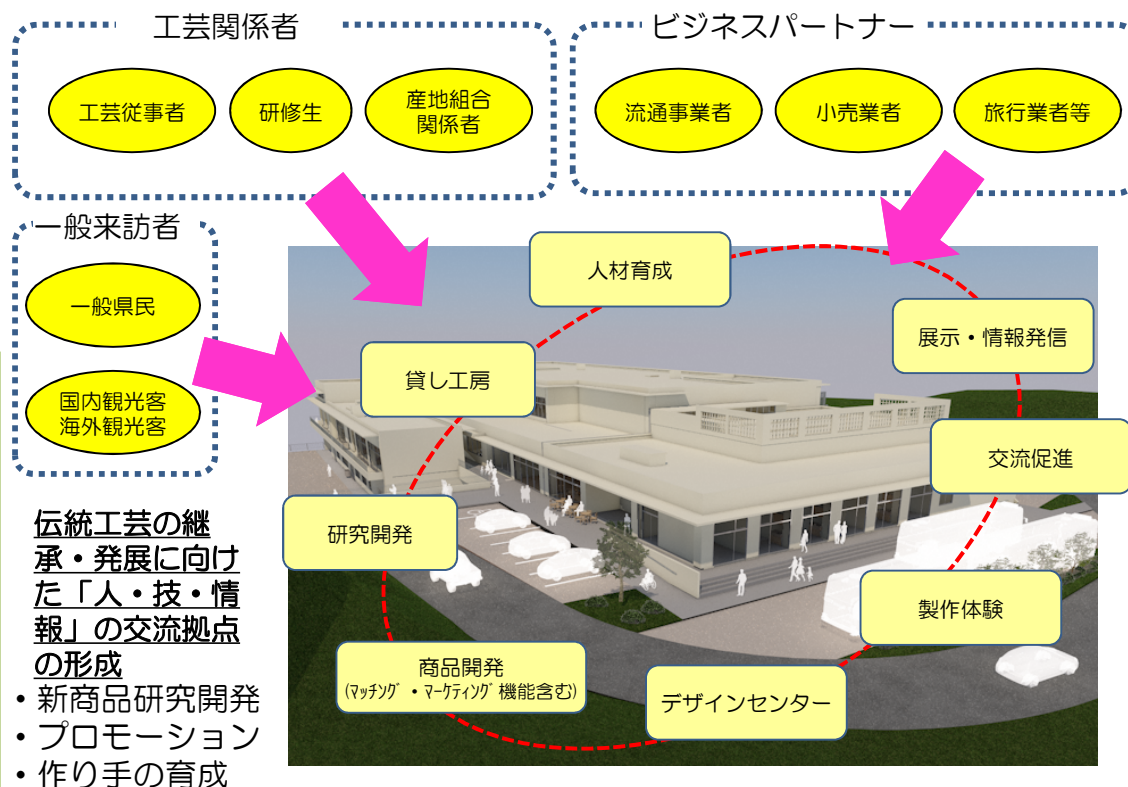 工芸関係者
工芸従事者
研修生
産地組合
関係者
ビジネスパートナー
流通事業者
小売業者
旅行業者等
一般来訪者
一般県民
国内観光客
海外観光客
人材育成
展示・情報発信
貸し工房
交流促進
研究開発
製作体験
商品開発
(ﾏｯﾁﾝｸﾞ・ﾏｰｹﾃｨﾝｸﾞ機能含む)
デザインセンター
伝統工芸の継
承・発展に向け
た「人・技・情
報」の交流拠点
の形成
・新商品研究開発
・プロモーション
・作り手の育成